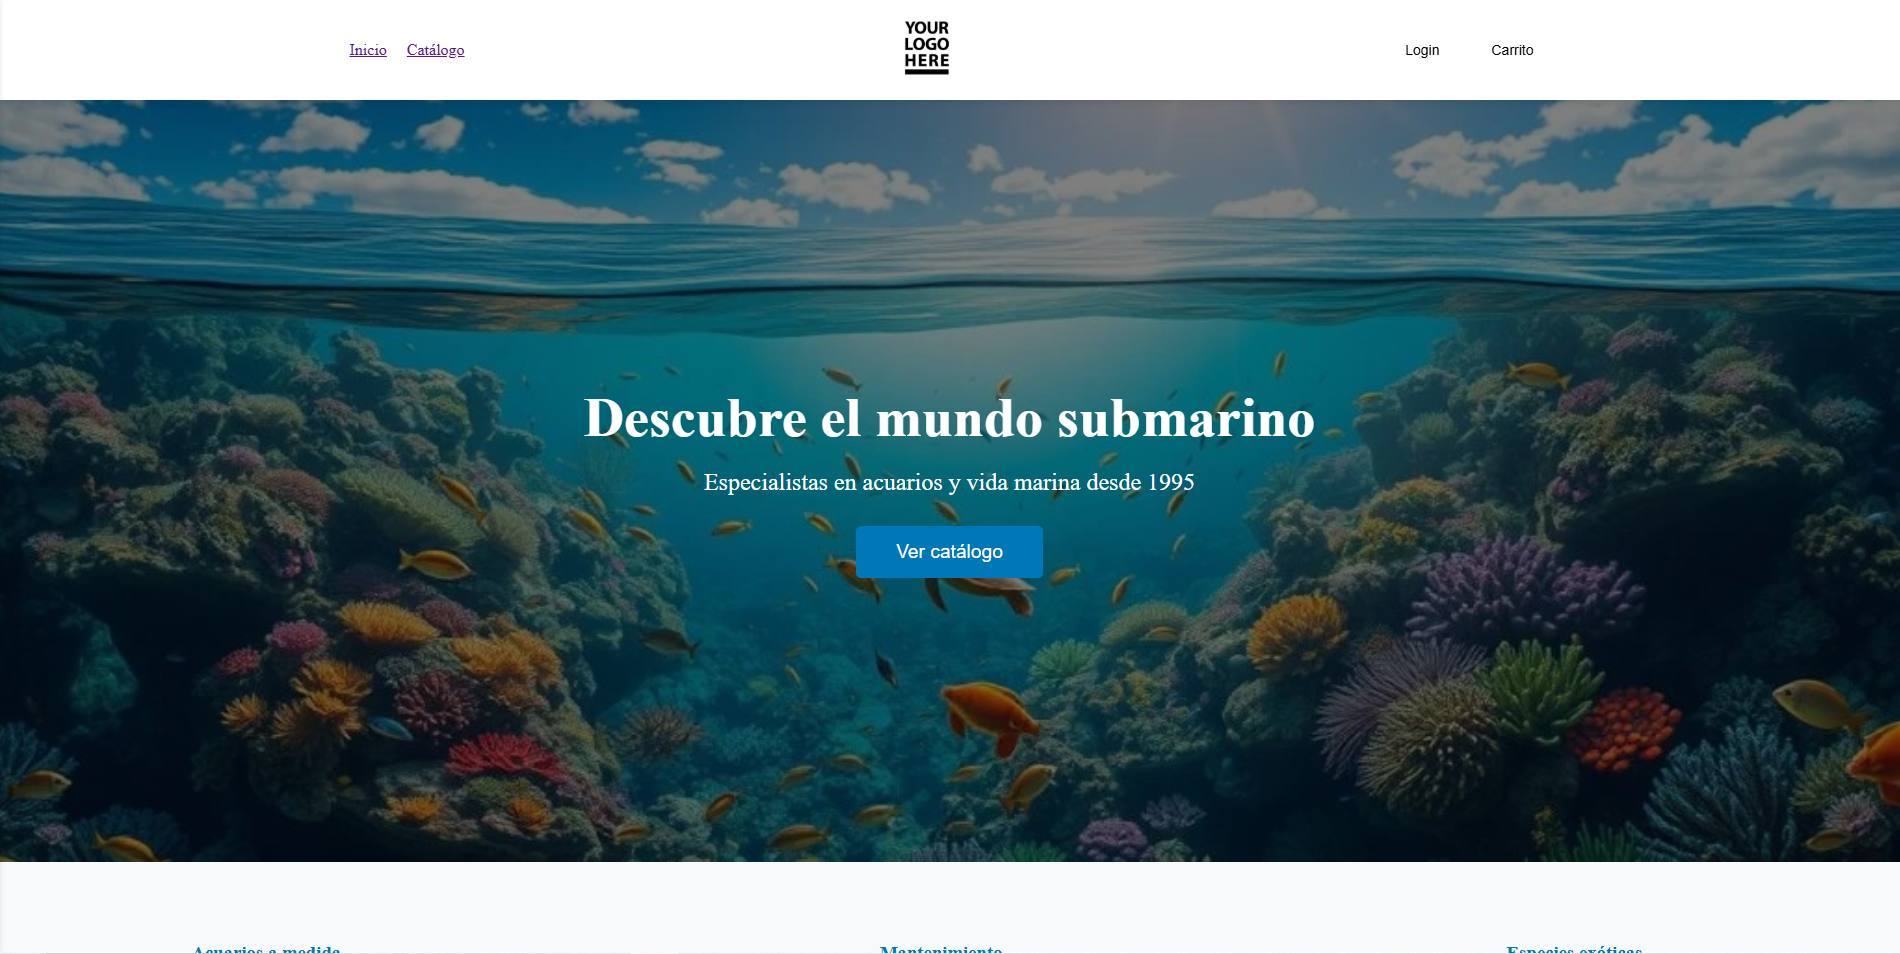 Inicio Catálogo
YOUR
LOGO
HERE
Login Carrito
Descubre el mundo submarino
Especialistas en acuarios y vida marina desde 1995
Ver catálogo
Acuarios a medida Mantenimiento Especies exóticas